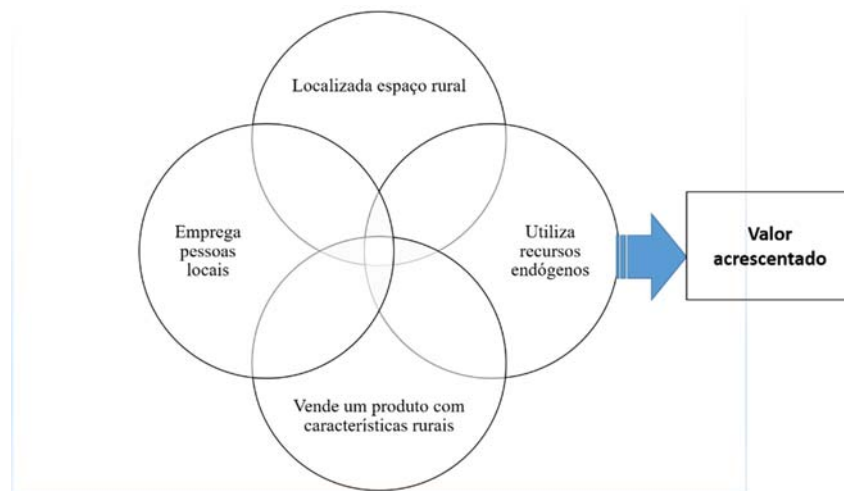 Localizada espaço rural
Emprega
pessoas
locais
Utiliza
recursos
endógenos
Valor
acrescentado
Vende um produto com
características rurais